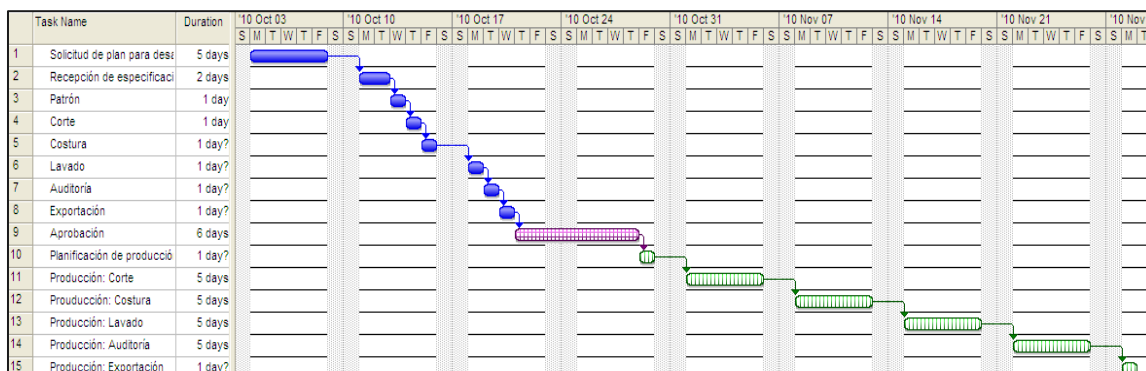 Task Name Duration '10 Oct 03 '10 Oct 10 '10 Oct 17 '10 Oct 24 '10 Oct 31 '10 Nov 07 '10 Nov 14 '10 Nov 21 '10 Nov
S M T W T F S S M T W T F S S M T W T F S S M T W T F S S M T W T F S S M T W T F S S M T W T F S S M T W T F S S M T
1 Solicitud de plan para desa 5 days
2 Recepción de especificaci 2 days
3 Patrón 1 day
4 Corte 1 day
5 Costura 1 day?
6 Lavado 1 day?
7 Auditoría 1 day?
8 Exportación 1 day?
9 Aprobación 6 days
10 Planificación de producció 1 day?
11 Producción: Corte 5 days
12 Prouducción: Costura 5 days
13 Producción: Lavado 5 days
14 Producción: Auditoría 5 days
15 Producción: Exportación 1 day?